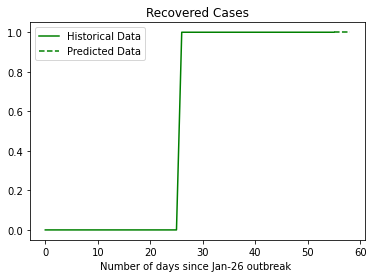 Recovered Cases
Historical Data
Predicted Data
1.0
0.8
0.6
0.4
0.2
0.0
0 10 20 30 40 50 60
Number of days since Jan-26 outbreak